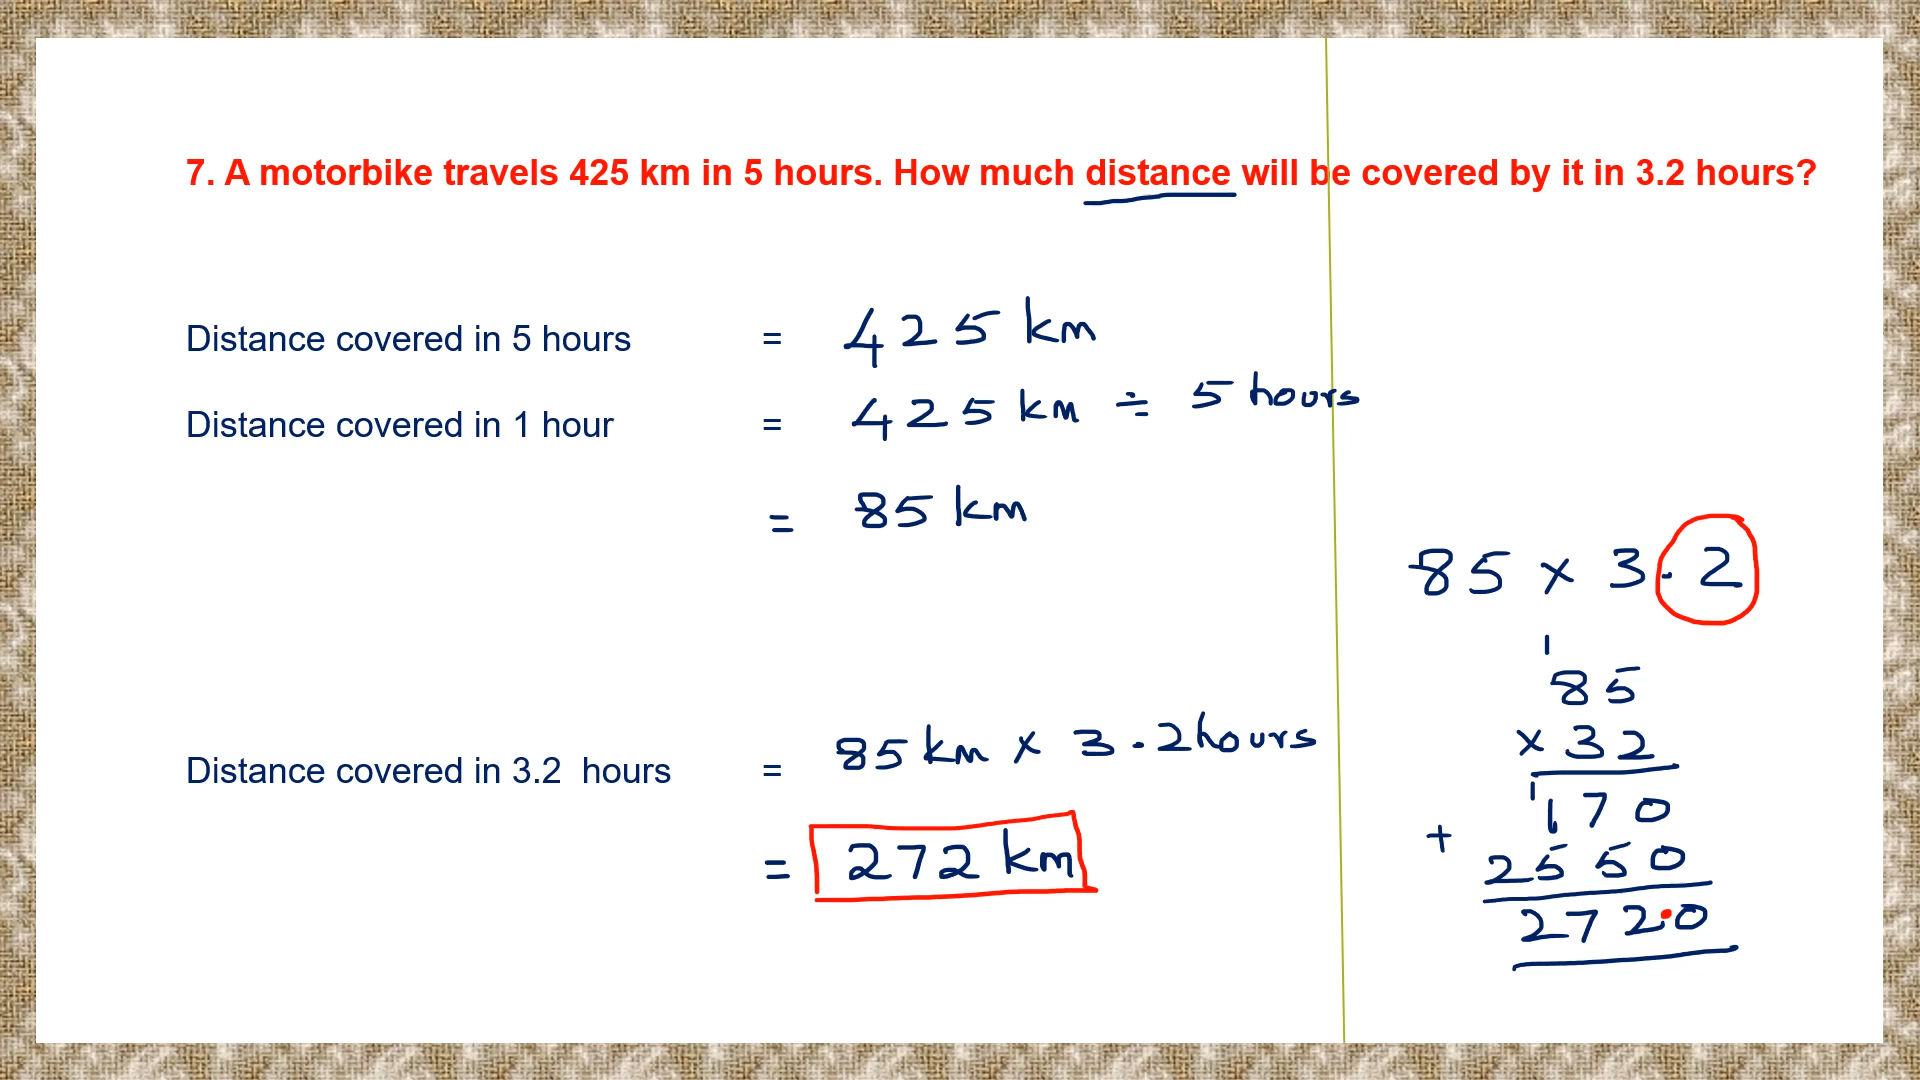 7. A motorbike travels 425 km in 5 hours. How much distance will be covered by it in 3.2 hours?
Distance covered in 5 hours = 425 km
Distance covered in 1 hour = 425 km ÷ 5 hours
= 85 km
Distance covered in 3.2 hours = 85 km × 3.2 hours
= 272 km
85 × 3.2
1
85
× 32
1
170
+ 2550
272.0